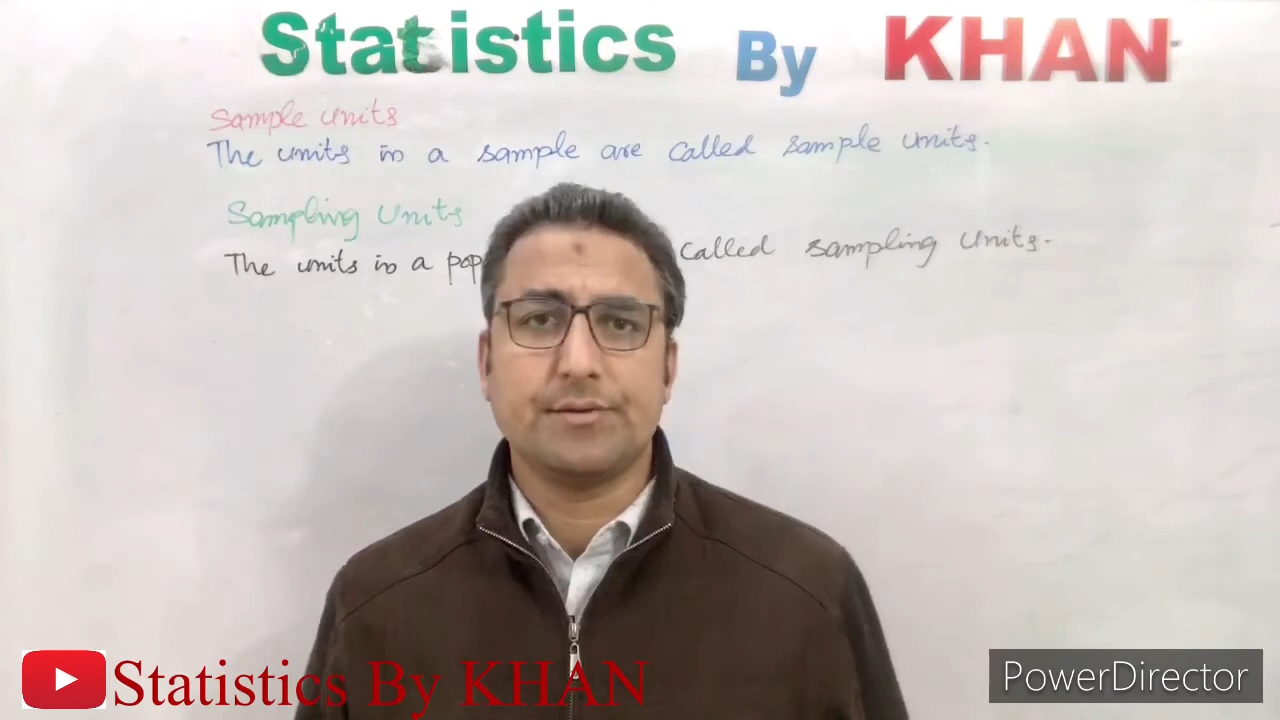 Statistics By KHAN
Sample units
The units in a sample are called sample units.
Sampling units
The units in a pop called sampling units.
Statistics By KHAN
PowerDirector